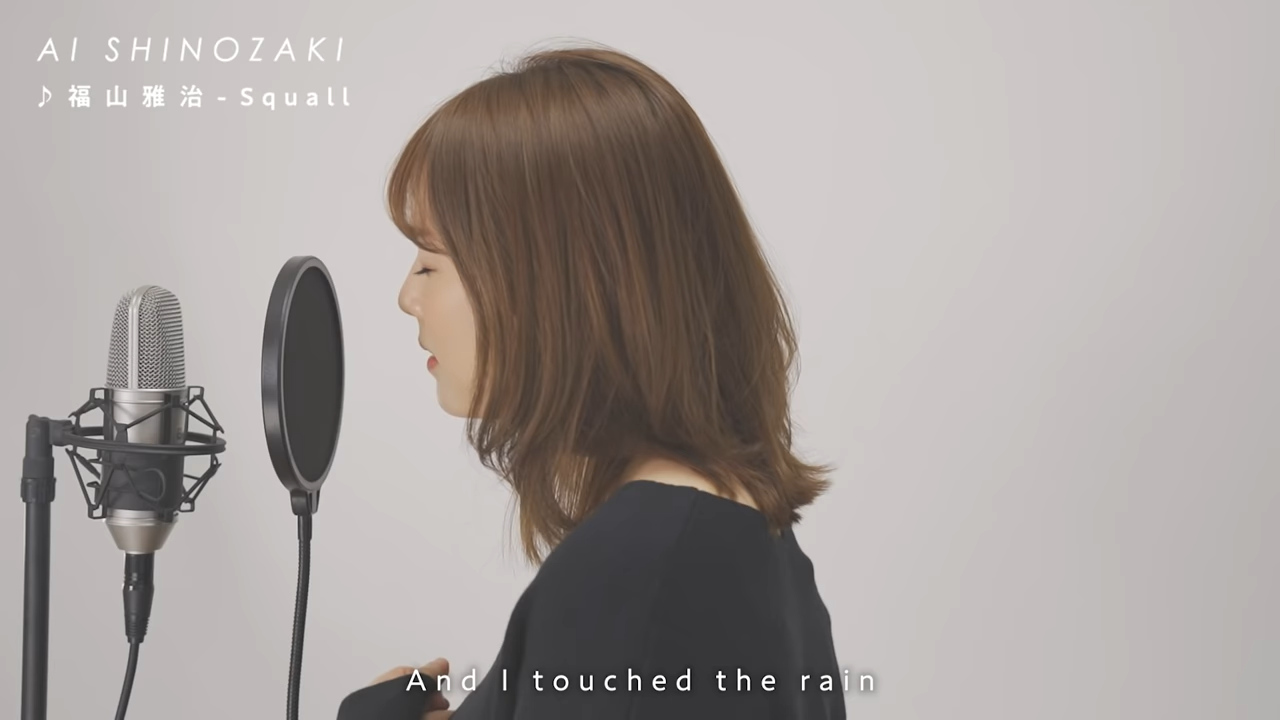 AI SHINOZAKI
♪ 福山雅治 - Squall
And I touched the rain